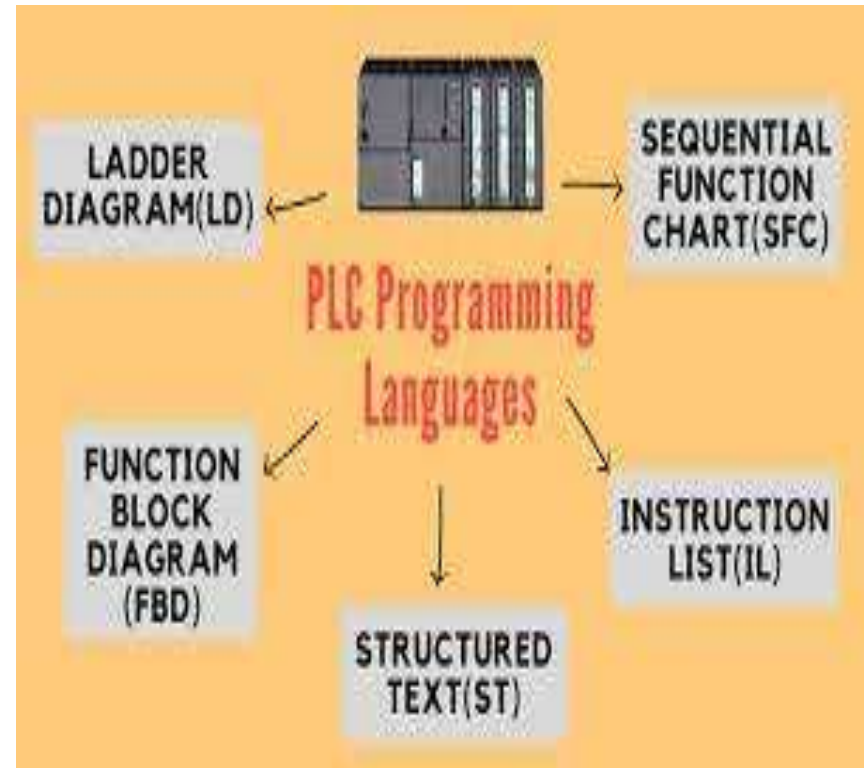 LADDER
DIAGRAM(LD)
SEQUENTIAL
FUNCTION
CHART(SFC)
PLC Programming
Languages
FUNCTION
BLOCK
DIAGRAM
(FBD)
INSTRUCTION
LIST(IL)
STRUCTURED
TEXT(ST)